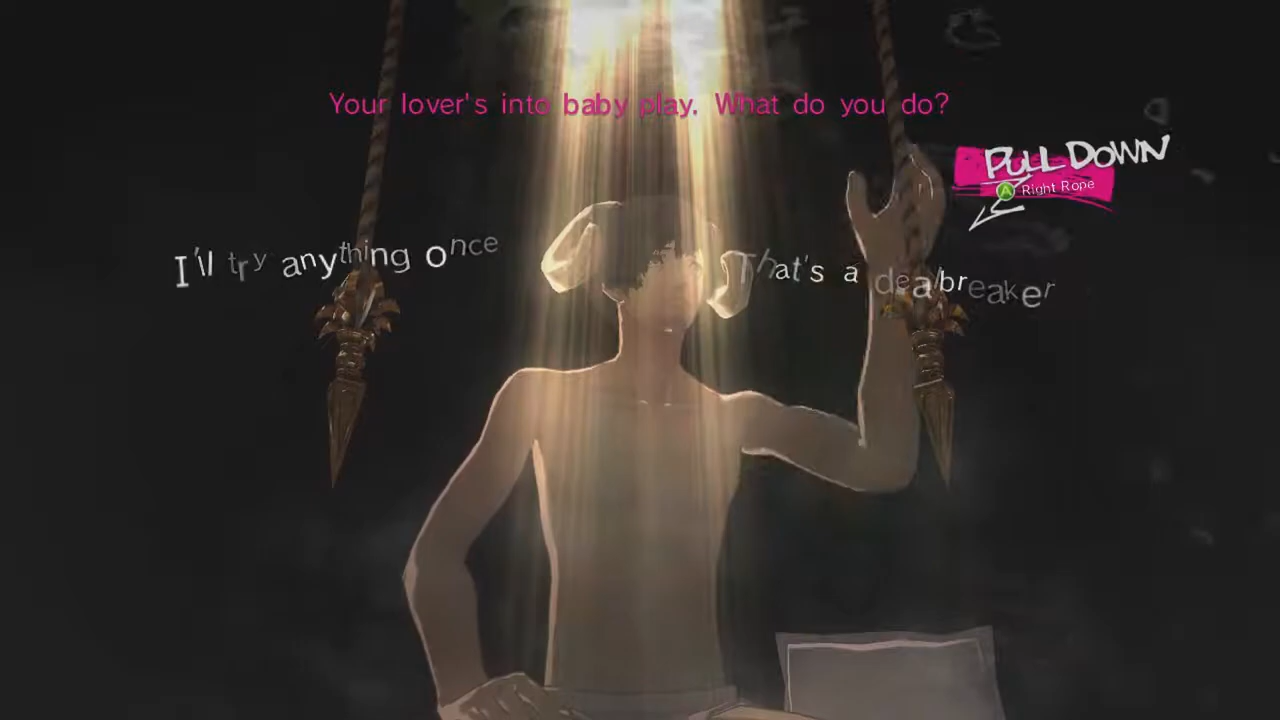 Your lover's into baby play. What do you do?
PULL DOWN
A Right Rope
I'll try anything once
That's a dealbreaker